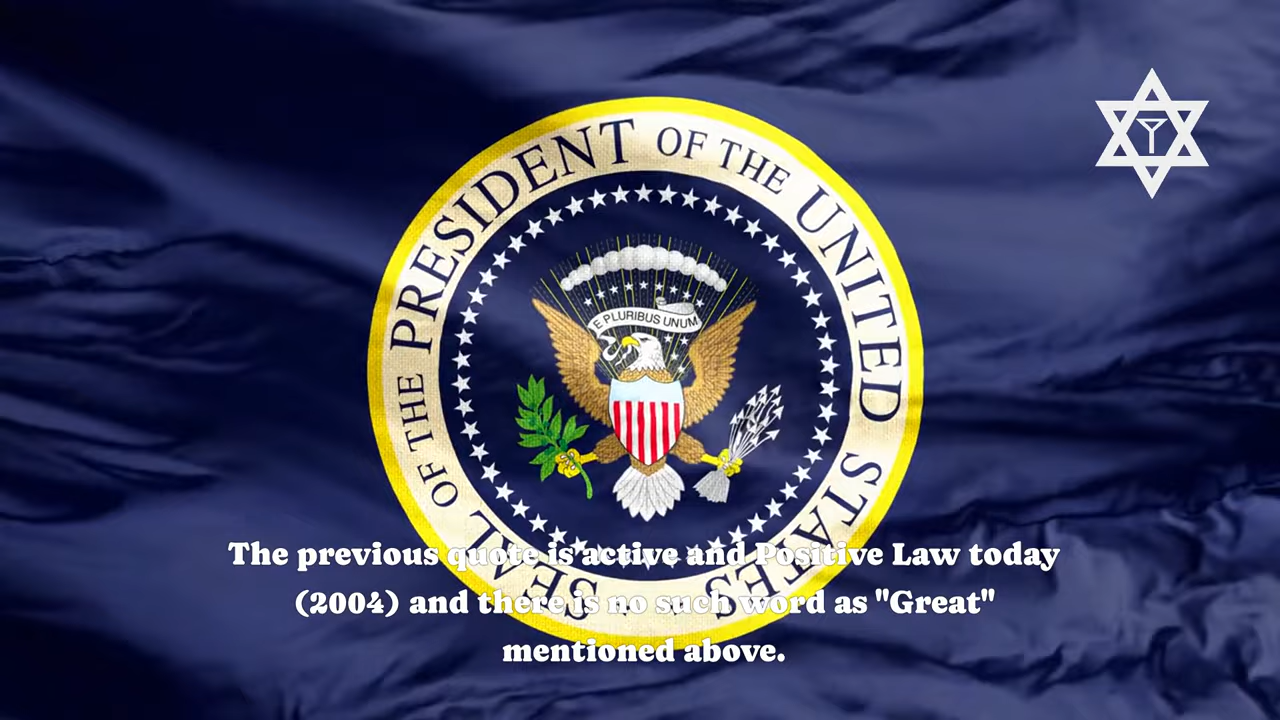 SEAL OF THE PRESIDENT OF THE UNITED STATES
E PLURIBUS UNUM
The previous quote is active and Positive Law today
(2004) and there is no such word as "Great"
mentioned above.